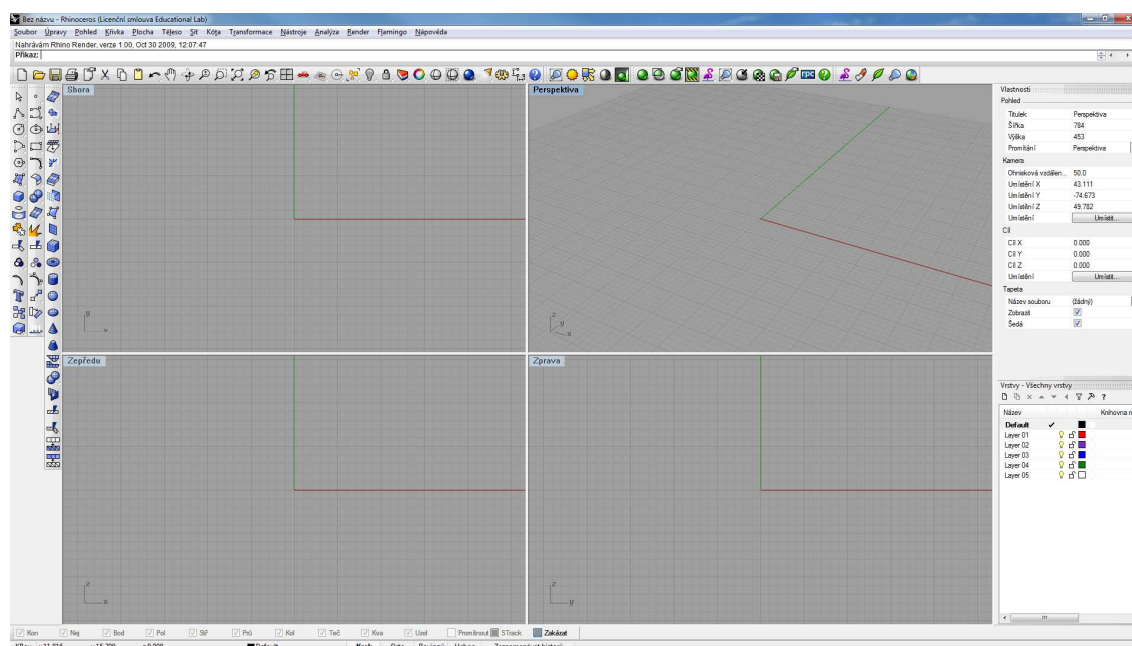 Bez názvu - Rhinoceros (Licenční smlouva Educational Lab)
Soubor Úpravy Pohled Křivka Plocha Těleso Síť Kóta Transformace Nástroje Analýza Render Flamingo Nápověda
Nahrávám Rhino Render, verze 1.00, Oct 30 2009, 12:07:47
Příkaz:
Shora
Perspektiva
Zepředu
Zprava
Vlastnosti
Pohled
Titulek Perspektiva
Šířka 784
Výška 453
Promítání Perspektiva
Kamera
Ohnisková vzdálen... 50.0
Umístění X 43.111
Umístění Y -74.673
Umístění Z 49.782
Umístění Umístit...
Cíl
Cíl X 0.000
Cíl Y 0.000
Cíl Z 0.000
Umístění Umístit...
Tapeta
Název souboru (žádný)
Zobrazit
Šedá
Vrstvy - Všechny vrstvy
Název Knihovna m
Default
Layer 01
Layer 02
Layer 03
Layer 04
Layer 05
y
z
y
x
z
x
z
y
Kon Nej Bod Pol Stř Prů Kol Teč Kva Uzel Promítnout STrack Zakázat